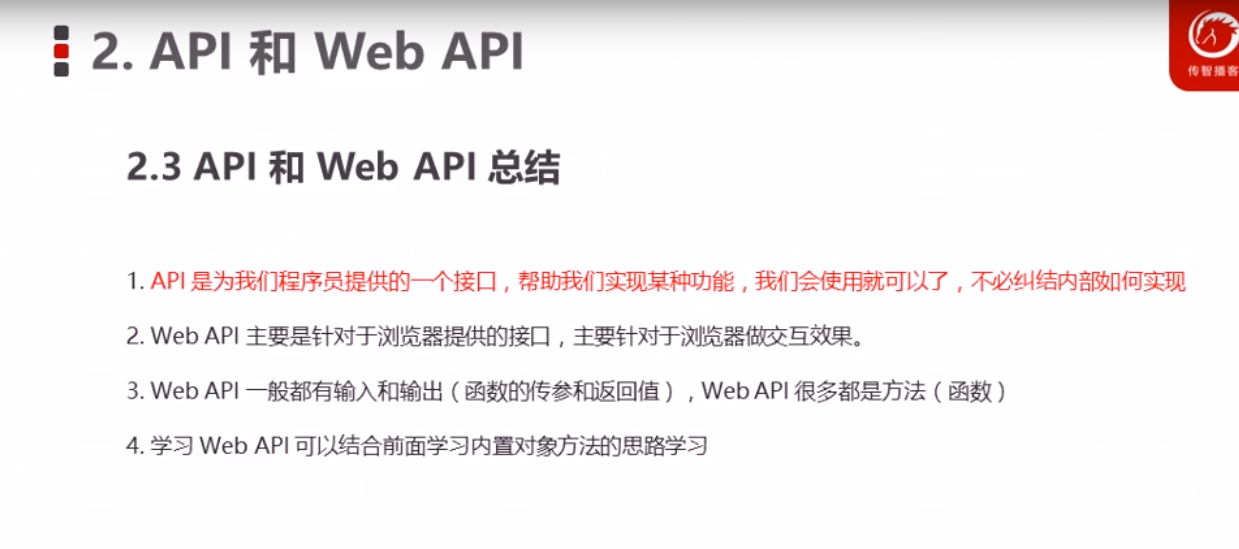 2. API 和 Web API
传智播客
2.3 API 和 Web API 总结
1. API 是为我们程序员提供的一个接口，帮助我们实现某种功能，我们会使用就可以了，不必纠结内部如何实现
2. Web API 主要是针对于浏览器提供的接口，主要针对于浏览器做交互效果。
3. Web API 一般都有输入和输出（函数的传参和返回值），Web API 很多都是方法（函数）
4. 学习 Web API 可以结合前面学习内置对象方法的思路学习